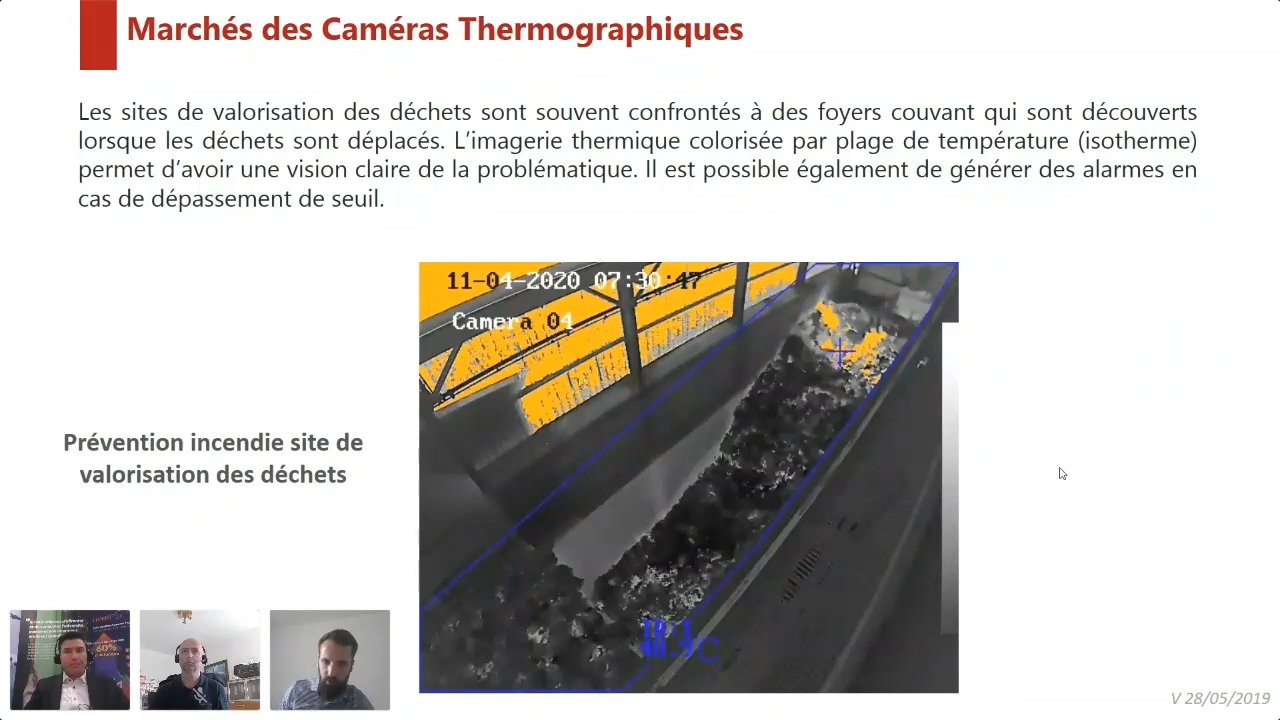 Marchés des Caméras Thermographiques
Les sites de valorisation des déchets sont souvent confrontés à des foyers couvant qui sont découverts
lorsque les déchets sont déplacés. L’imagerie thermique colorisée par plage de température (isotherme)
permet d’avoir une vision claire de la problématique. Il est possible également de générer des alarmes en
cas de dépassement de seuil.
11-04-2020 07:30:47
Camera 04
Prévention incendie site de
valorisation des déchets
60%
V 28/05/2019